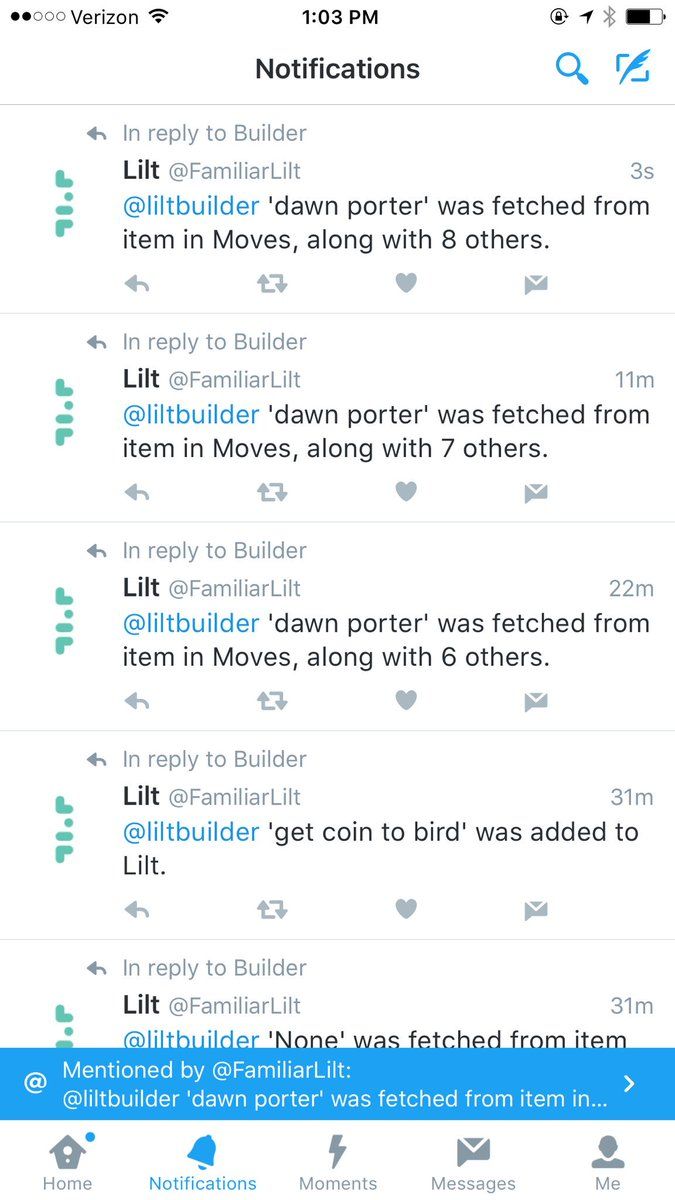 Verizon 1:03 PM
Notifications
In reply to Builder
Lilt @FamiliarLilt 3s
@liltbuilder 'dawn porter' was fetched from
item in Moves, along with 8 others.
In reply to Builder
Lilt @FamiliarLilt 11m
@liltbuilder 'dawn porter' was fetched from
item in Moves, along with 7 others.
In reply to Builder
Lilt @FamiliarLilt 22m
@liltbuilder 'dawn porter' was fetched from
item in Moves, along with 6 others.
In reply to Builder
Lilt @FamiliarLilt 31m
@liltbuilder 'get coin to bird' was added to
Lilt.
In reply to Builder
Lilt @FamiliarLilt 31m
@liltbuilder 'None' was fetched from item
@ Mentioned by @FamiliarLilt:
@liltbuilder 'dawn porter' was fetched from item in...
Home Notifications Moments Messages Me